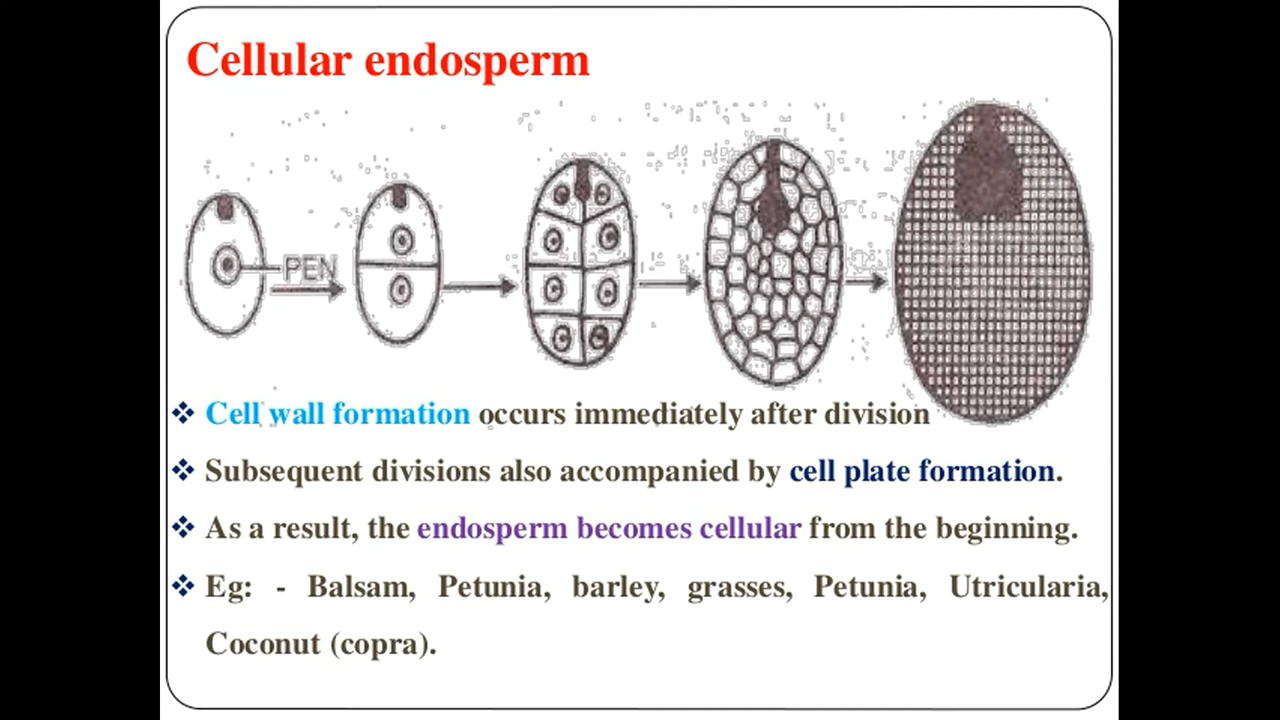 Cellular endosperm
PEN
❖ Cell wall formation occurs immediately after division
❖ Subsequent divisions also accompanied by cell plate formation.
❖ As a result, the endosperm becomes cellular from the beginning.
❖ Eg: - Balsam, Petunia, barley, grasses, Petunia, Utricularia,
Coconut (copra).